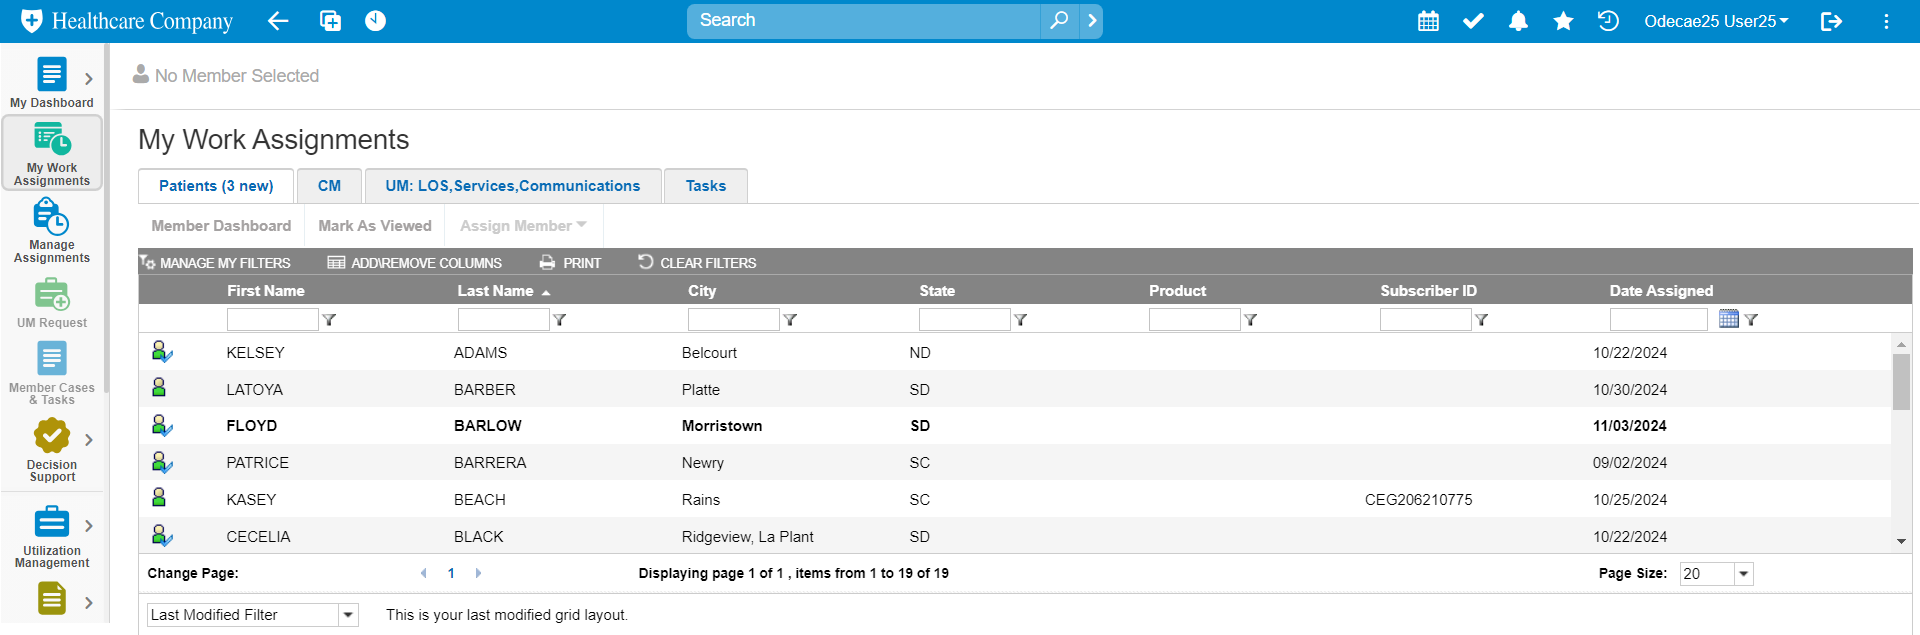 Healthcare Company
Search
Odecae25 User25
My Dashboard
My Work
Assignments
Manage
Assignments
UM Request
Member Cases
& Tasks
Decision
Support
Utilization
Management
No Member Selected
My Work Assignments
Patients (3 new) CM UM: LOS,Services,Communications Tasks
Member Dashboard Mark As Viewed Assign Member
MANAGE MY FILTERS ADD\REMOVE COLUMNS PRINT CLEAR FILTERS
First Name Last Name City State Product Subscriber ID Date Assigned
KELSEY ADAMS Belcourt ND 10/22/2024
LATOYA BARBER Platte SD 10/30/2024
FLOYD BARLOW Morristown SD 11/03/2024
PATRICE BARRERA Newry SC 09/02/2024
KASEY BEACH Rains SC CEG206210775 10/25/2024
CECELIA BLACK Ridgeview, La Plant SD 10/22/2024
Change Page: 1 Displaying page 1 of 1 , items from 1 to 19 of 19 Page Size: 20
Last Modified Filter This is your last modified grid layout.